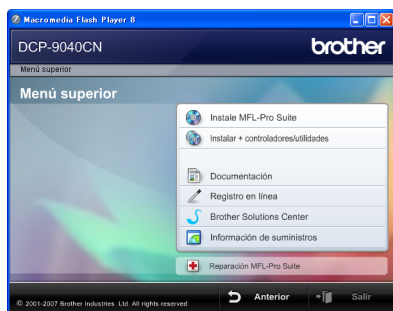 Macromedia Flash Player 8
DCP-9040CN
brother
Menú superior
Menú superior
Instale MFL-Pro Suite
Instalar + controladores/utilidades
Documentación
Registro en línea
Brother Solutions Center
Información de suministros
Reparación MFL-Pro Suite
© 2001-2007 Brother Industries Ltd. All rights reserved
Anterior
Salir